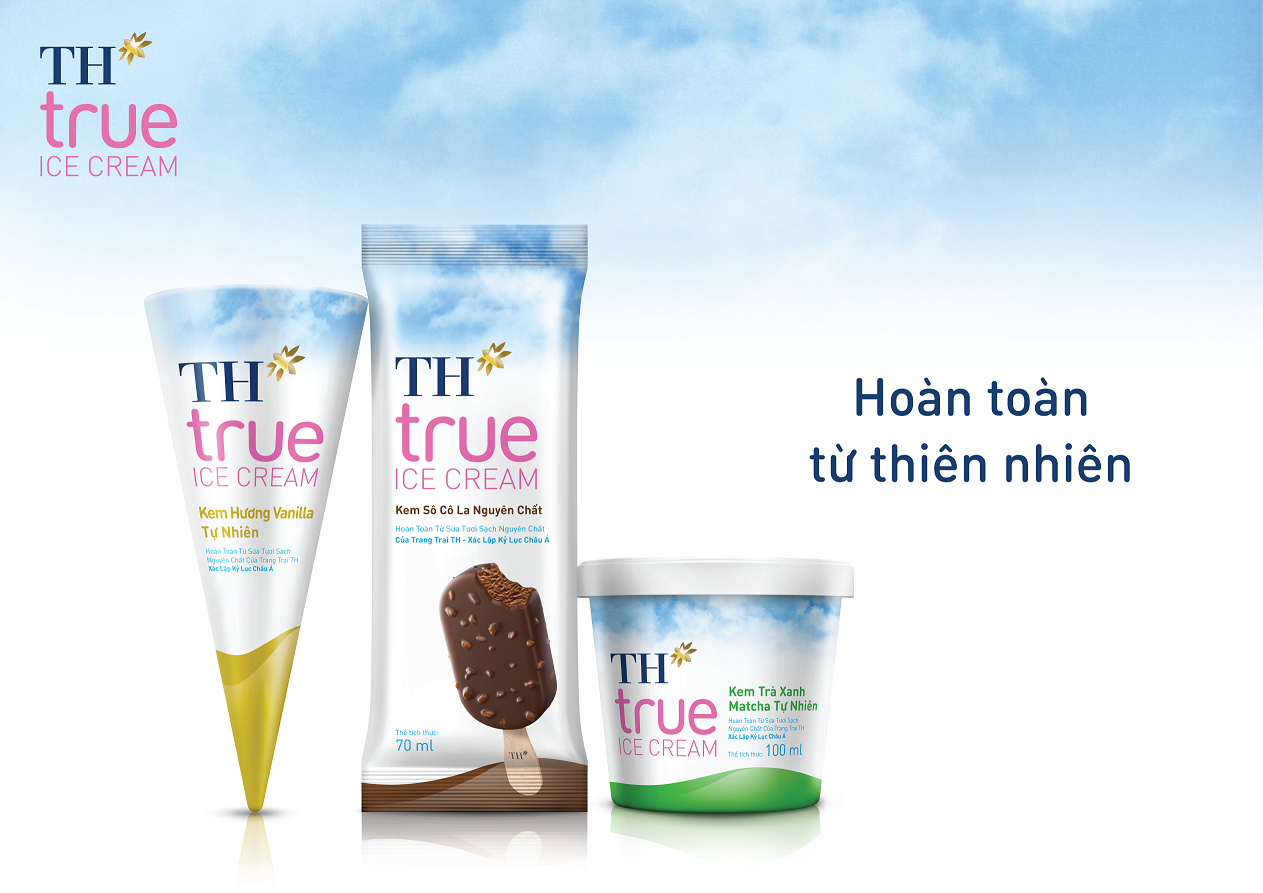 TH
true
ICE CREAM
TH
true
ICE CREAM
Kem Hương Vanilla
Tự Nhiên
Hoàn Toàn Từ Sữa Tươi Sạch
Nguyên Chất Của Trang Trại TH
Xác Lập Kỷ Lục Châu Á
TH
true
ICE CREAM
Kem Sô Cô La Nguyên Chất
Hoàn Toàn Từ Sữa Tươi Sạch Nguyên Chất
Của Trang Trại TH - Xác Lập Kỷ Lục Châu Á
Thể tích thực:
70 ml
TH
TH
true
ICE CREAM
Kem Trà Xanh
Matcha Tự Nhiên
Hoàn Toàn Từ Sữa Tươi Sạch
Nguyên Chất Của Trang Trại TH
Xác Lập Kỷ Lục Châu Á
Thể tích thực: 100 ml
Hoàn toàn
từ thiên nhiên